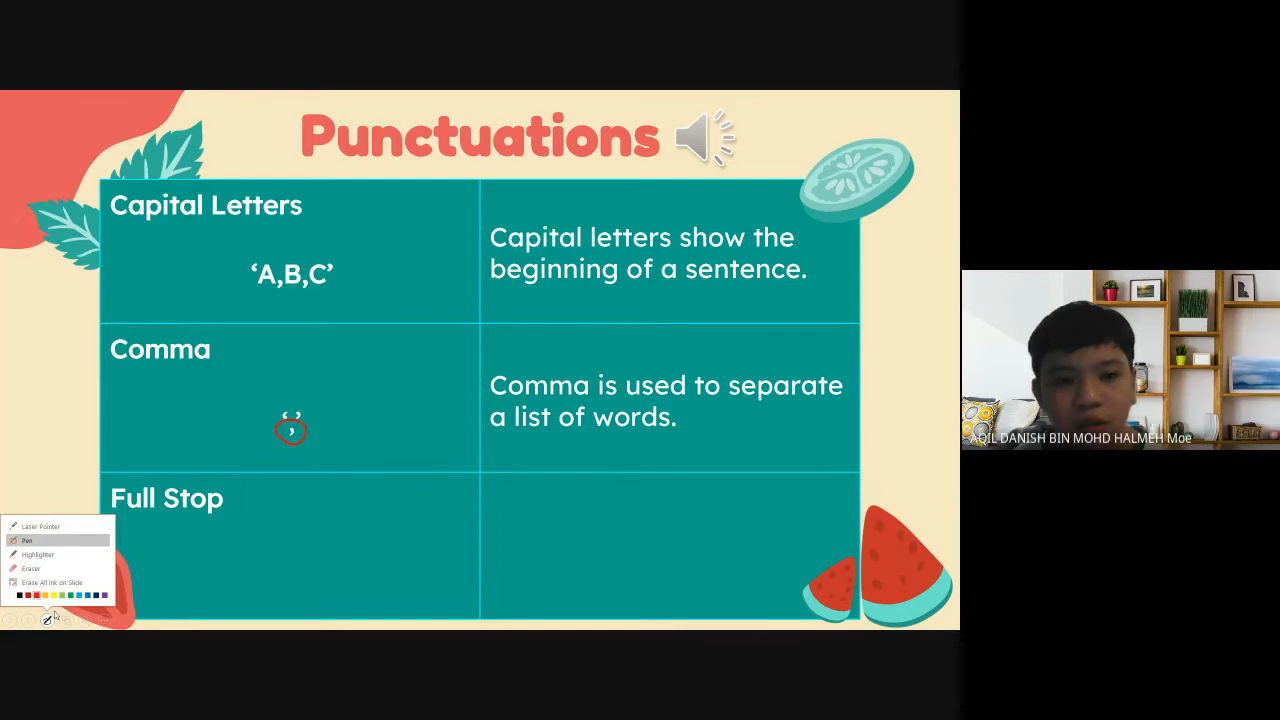 Punctuations
Capital Letters
‘A,B,C’
Capital letters show the
beginning of a sentence.
Comma
‘,’
Comma is used to separate
a list of words.
Full Stop
Laser Pointer
Pen
Highlighter
Eraser
Erase All Ink on Slide
AQIL DANISH BIN MOHD HALMEH Moe